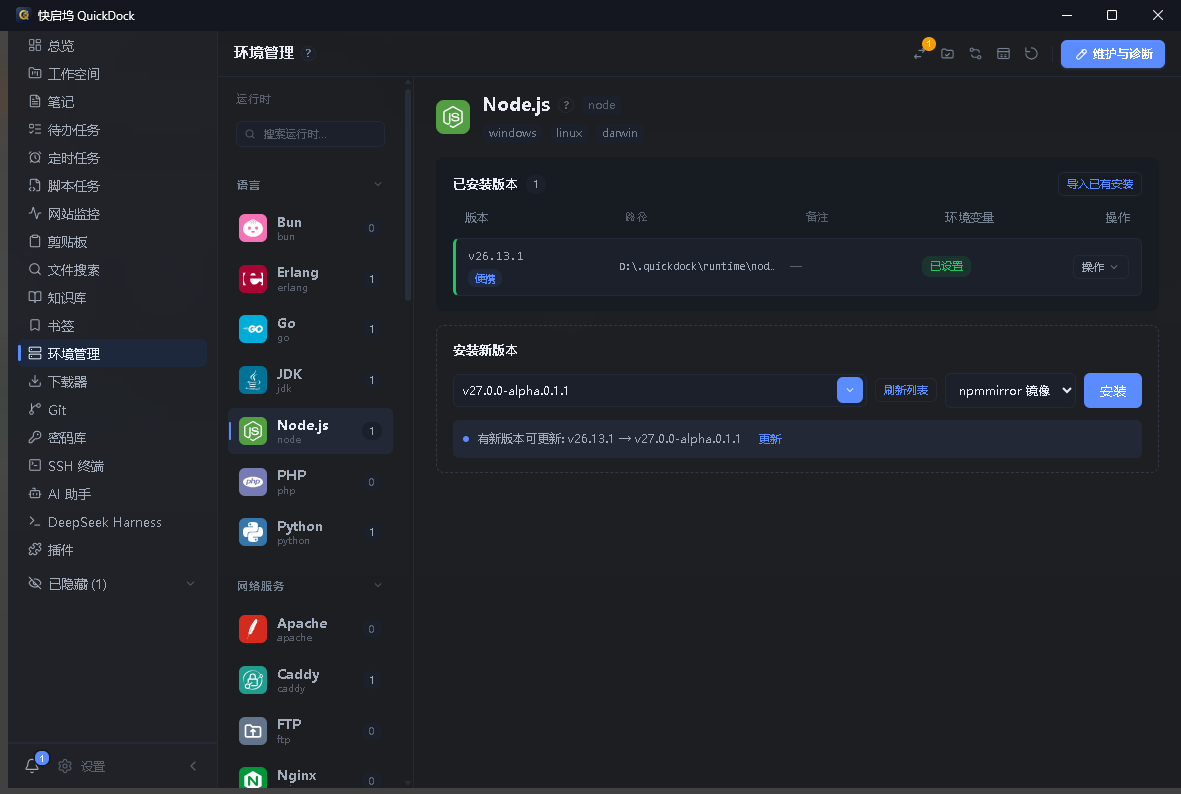 快启坞 QuickDock
总览
工作空间
笔记
待办任务
定时任务
脚本任务
网站监控
剪贴板
文件搜索
知识库
书签
环境管理
下载器
Git
密码库
SSH 终端
AI 助手
DeepSeek Harness
插件
已隐藏 (1)
1
设置
环境管理 ?
1
维护与诊断
运行时
搜索运行时...
语言
Bun
bun
0
Erlang
erlang
1
Go
go
1
JDK
jdk
1
Node.js
node
1
PHP
php
0
Python
python
1
网络服务
Apache
apache
0
Caddy
caddy
1
FTP
ftp
0
Nginx
0
Node.js ? node
windows linux darwin
已安装版本 1
导入已有安装
版本 路径 备注 环境变量 操作
v26.13.1
便携
D:\.quickdock\runtime\nod…
—
已设置
操作
安装新版本
v27.0.0-alpha.0.1.1
刷新列表
npmmirror 镜像
安装
有新版本可更新: v26.13.1 → v27.0.0-alpha.0.1.1 更新